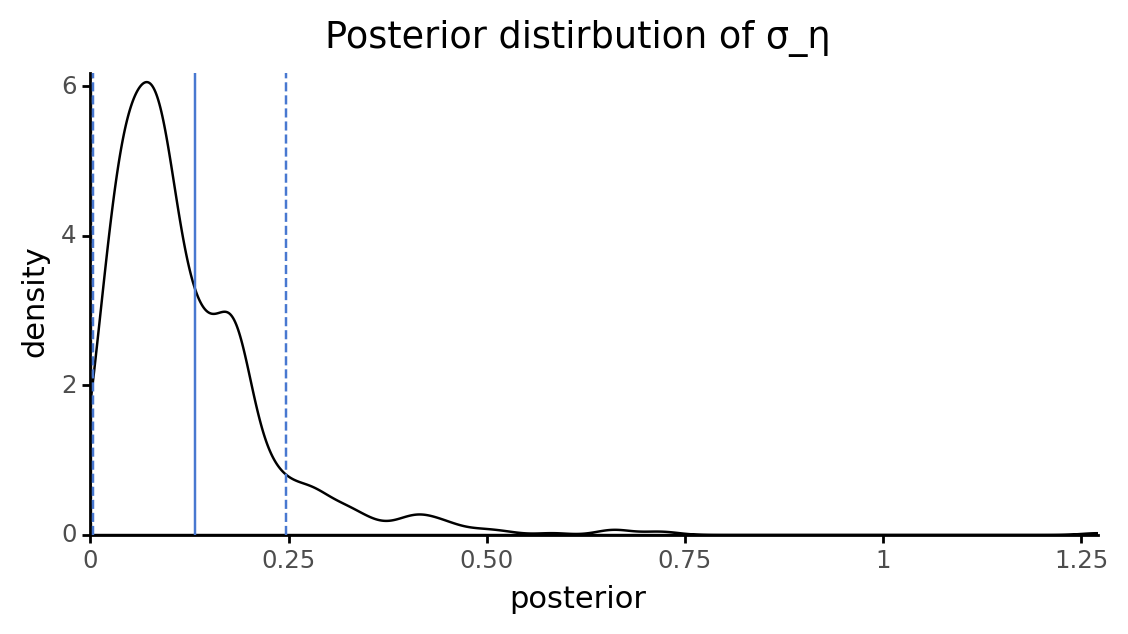 Posterior distirbution of σ_η
density
6
4
2
0
0 0.25 0.50 0.75 1 1.25
posterior